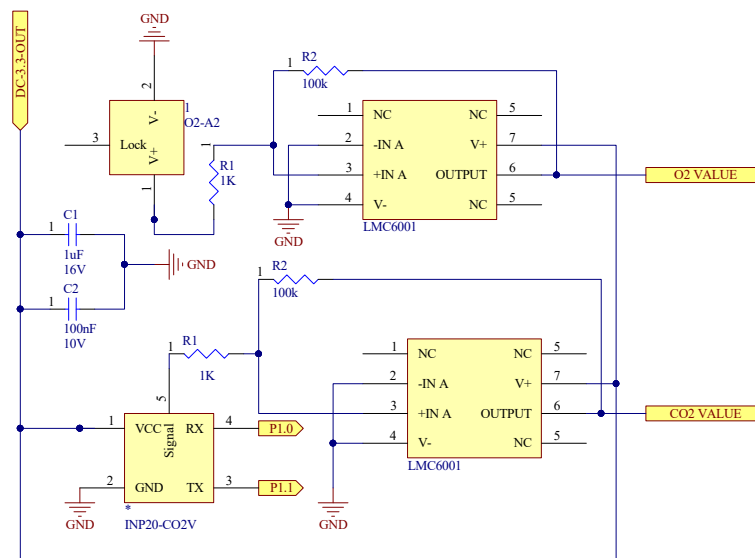 DC-3.3-OUT
GND
2
V-
1
O2-A2
3
Lock
V+
1
1
R1
1K
1
R2
100k
1
NC
NC
5
2
-IN A
V+
7
3
+IN A
OUTPUT
6
4
V-
NC
5
LMC6001
GND
O2 VALUE
1
C1
1uF
16V
GND
1
C2
100nF
10V
1
R2
100k
1
R1
1K
5
1
VCC
Signal
RX
4
P1.0
2
GND
TX
3
P1.1
GND
*
INP20-CO2V
1
NC
NC
5
2
-IN A
V+
7
3
+IN A
OUTPUT
6
4
V-
NC
5
LMC6001
GND
CO2 VALUE